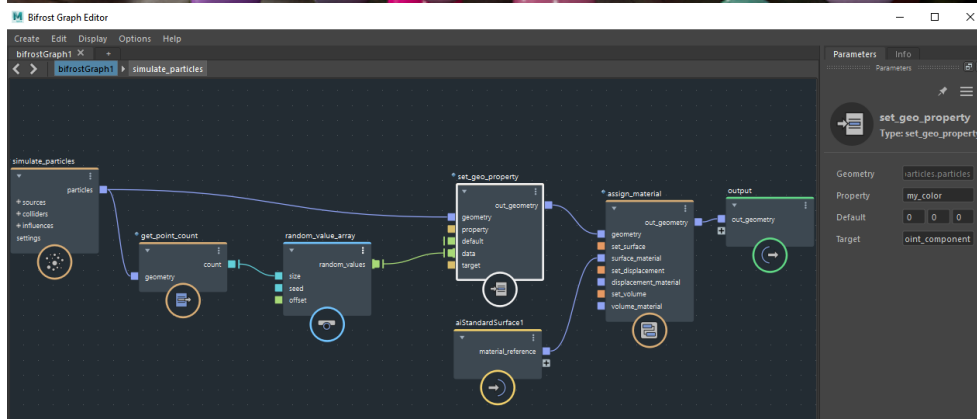 Bifrost Graph Editor
Create Edit Display Options Help
bifrostGraph1
bifrostGraph1 simulate_particles
Parameters Info
Parameters
set_geo_property
Type: set_geo_property
Geometry articles.particles
Property my_color
Default 0 0 0
Target oint_component
simulate_particles
particles
sources
colliders
influences
settings
get_point_count
count
geometry
random_value_array
random_values
size
seed
offset
set_geo_property
out_geometry
geometry
property
default
data
target
aiStandardSurface1
material_reference
assign_material
out_geometry
geometry
set_surface
surface_material
set_displacement
displacement_material
set_volume
volume_material
output
out_geometry